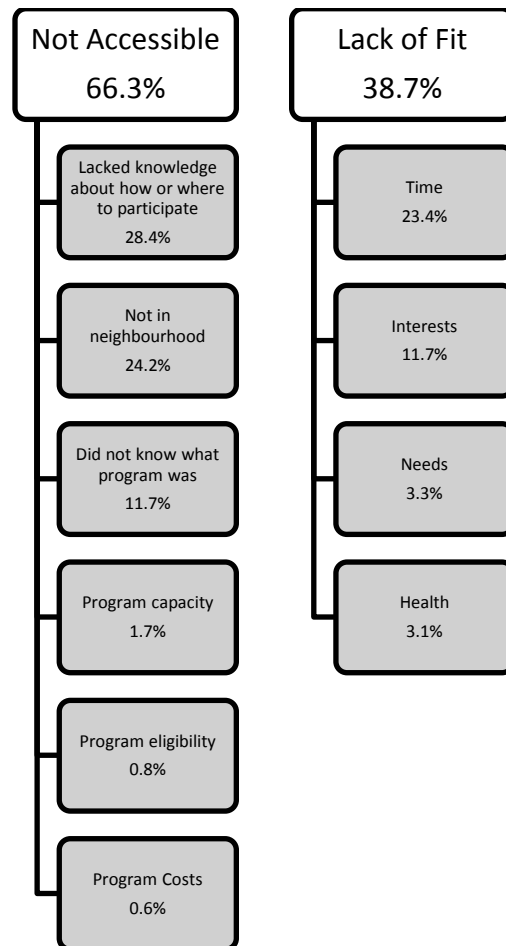 Not Accessible
66.3%
Lacked knowledge
about how or where
to participate
28.4%
Not in
neighbourhood
24.2%
Did not know what
program was
11.7%
Program capacity
1.7%
Program eligibility
0.8%
Program Costs
0.6%
Lack of Fit
38.7%
Time
23.4%
Interests
11.7%
Needs
3.3%
Health
3.1%